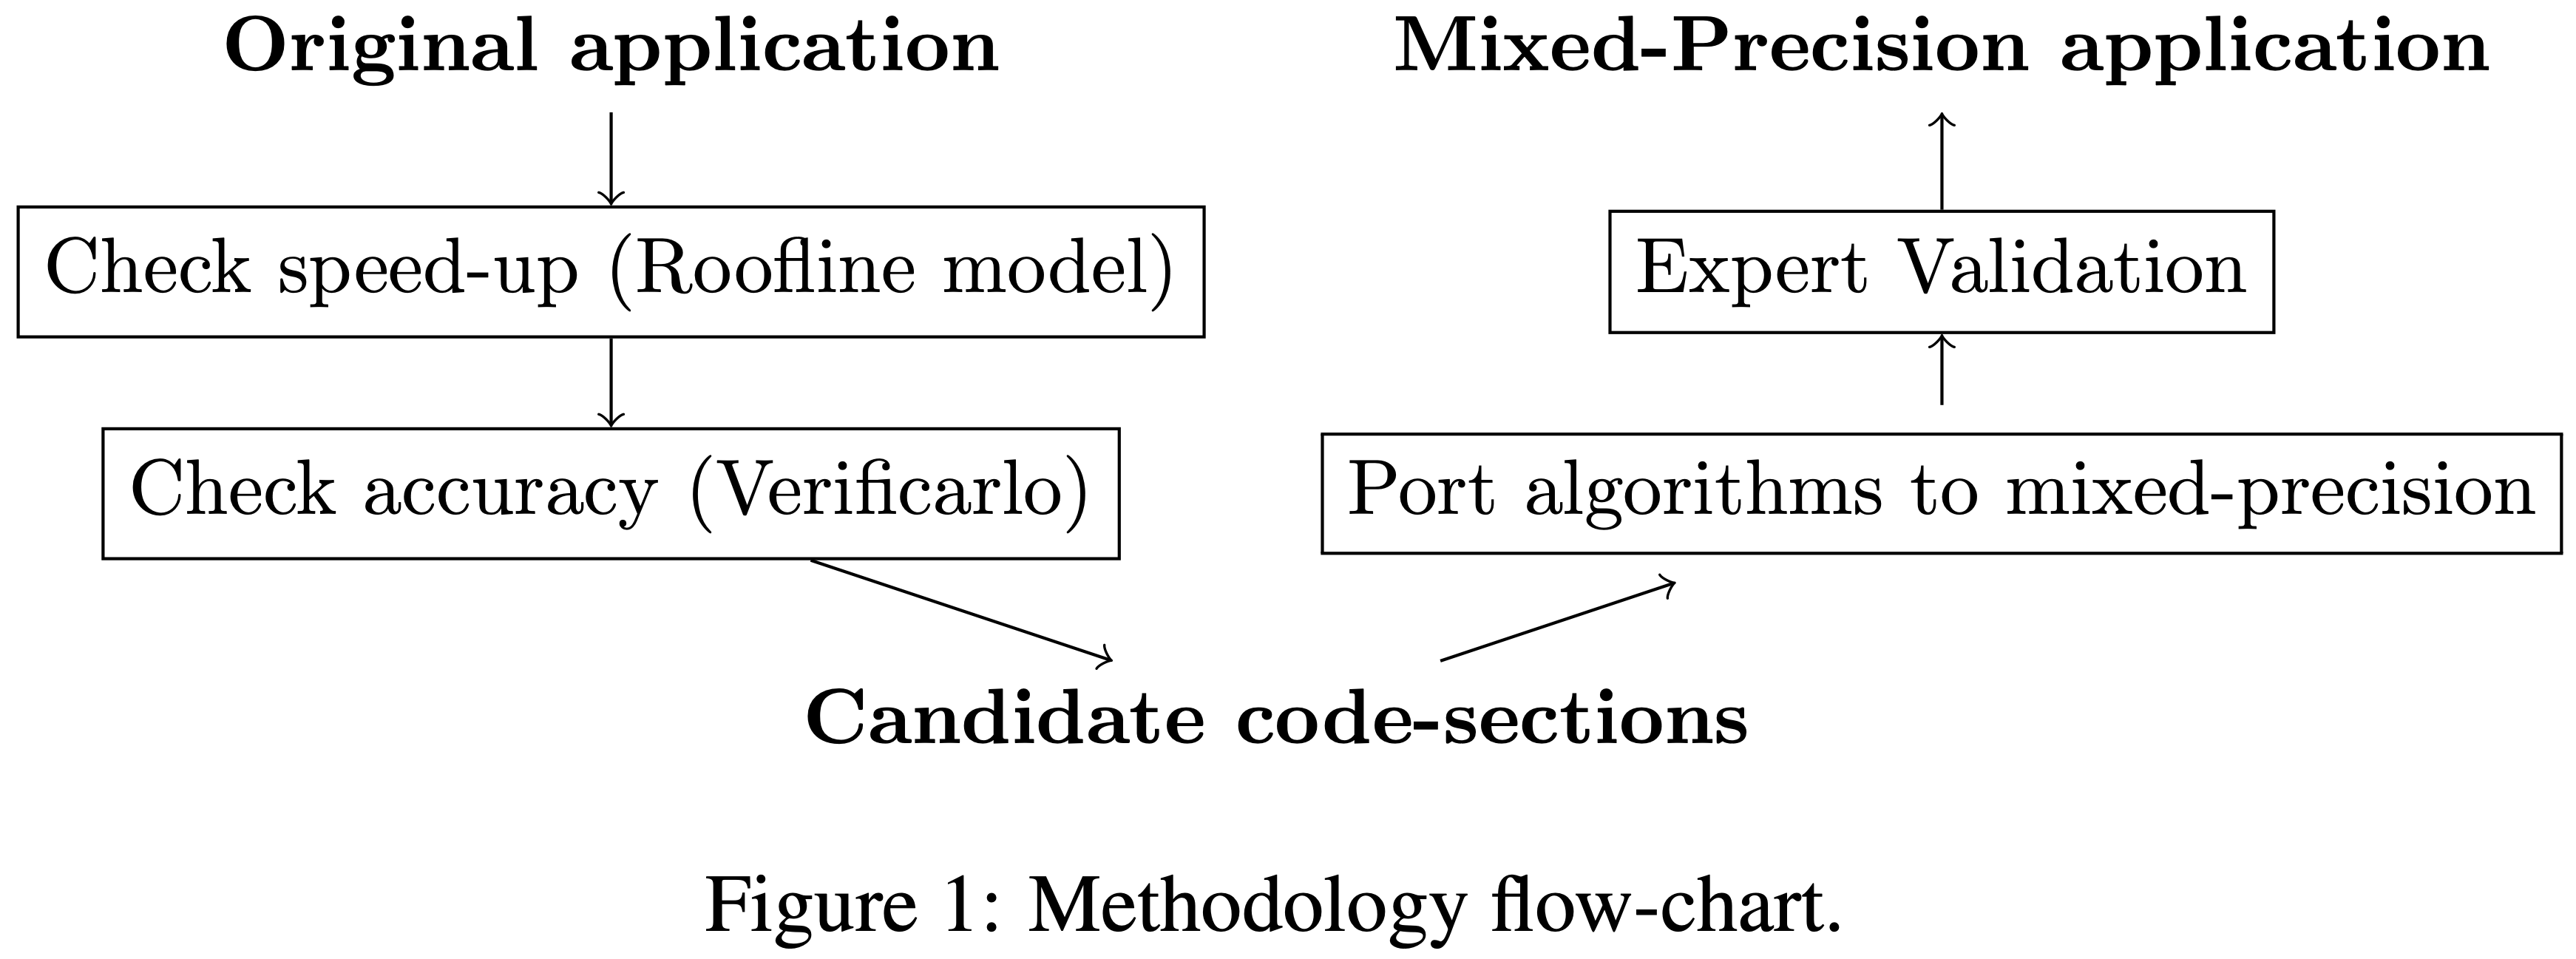 Original application
Mixed-Precision application
Check speed-up (Roofline model)
Expert Validation
Check accuracy (Verificarlo)
Port algorithms to mixed-precision
Candidate code-sections
Figure 1: Methodology flow-chart.